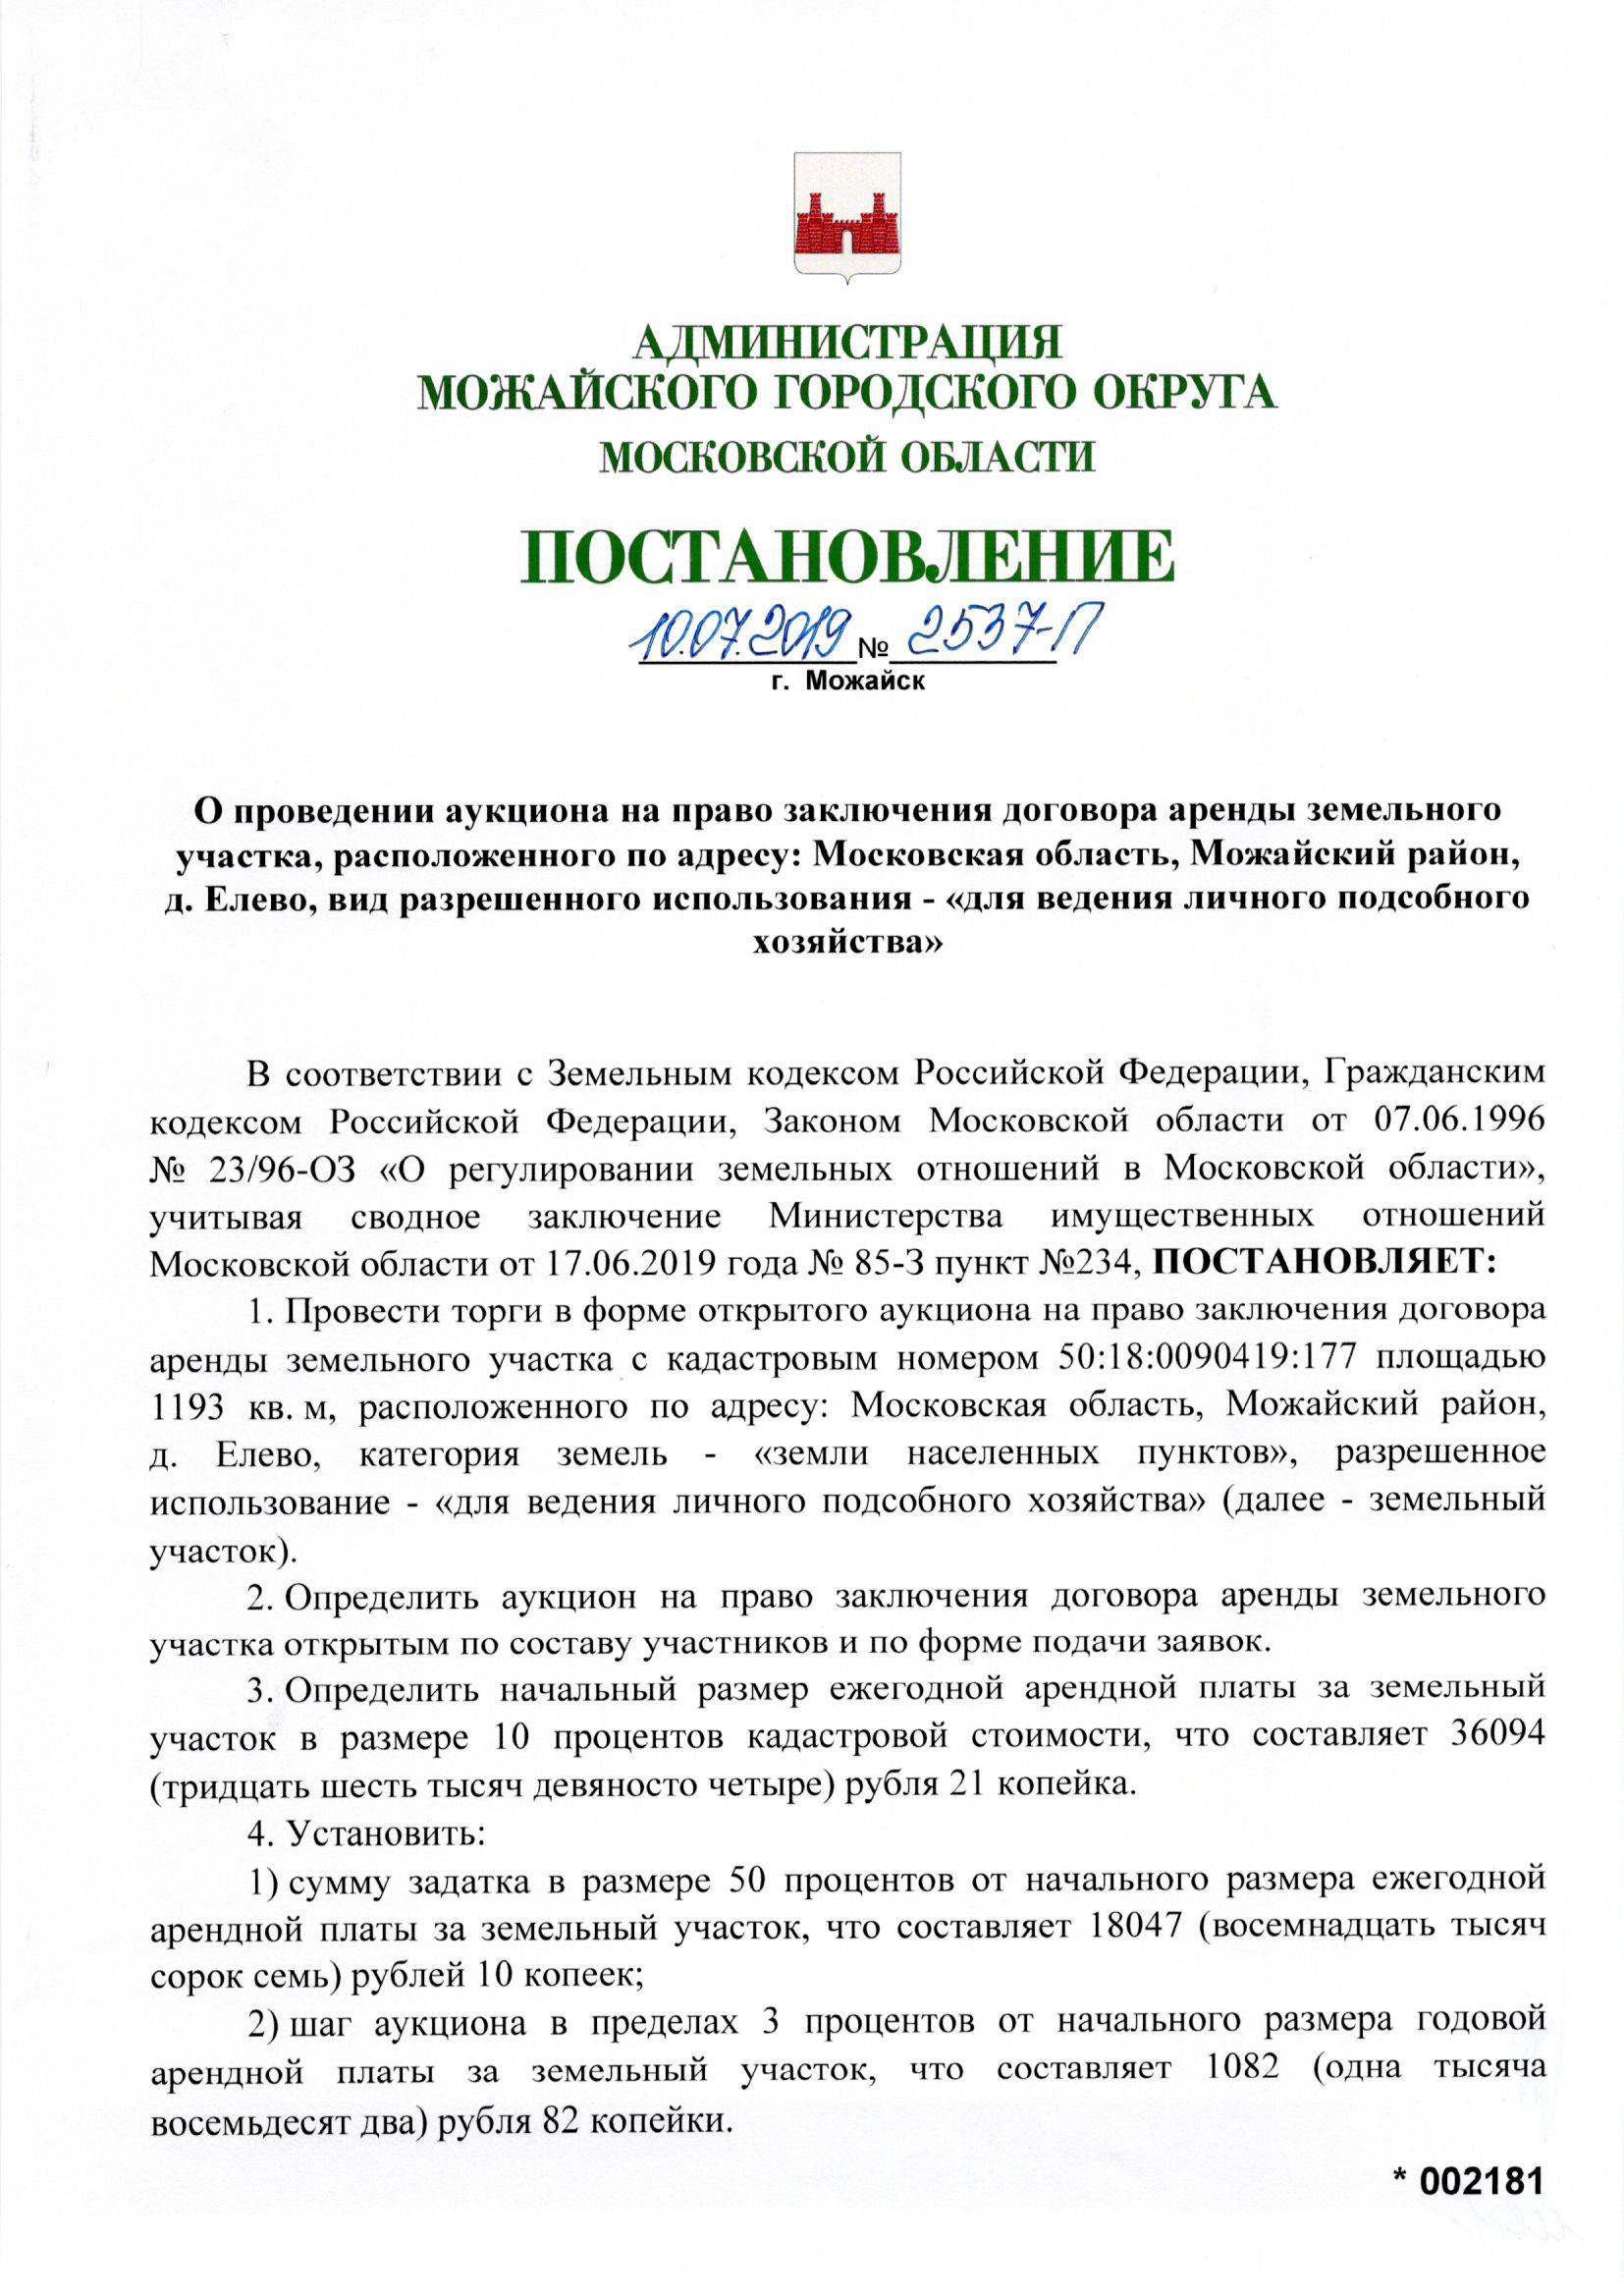 АДМИНИСТРАЦИЯ
МОЖАЙСКОГО ГОРОДСКОГО ОКРУГА
МОСКОВСКОЙ ОБЛАСТИ
ПОСТАНОВЛЕНИЕ
10.07.2019 № 2537-П
г. Можайск
О проведении аукциона на право заключения договора аренды земельного
участка, расположенного по адресу: Московская область, Можайский район,
д. Елево, вид разрешенного использования - «для ведения личного подсобного
хозяйства»
В соответствии с Земельным кодексом Российской Федерации, Гражданским
кодексом Российской Федерации, Законом Московской области от 07.06.1996
№ 23/96-ОЗ «О регулировании земельных отношений в Московской области»,
учитывая сводное заключение Министерства имущественных отношений
Московской области от 17.06.2019 года № 85-З пункт №234, ПОСТАНОВЛЯЕТ:
1. Провести торги в форме открытого аукциона на право заключения договора
аренды земельного участка с кадастровым номером 50:18:0090419:177 площадью
1193 кв. м, расположенного по адресу: Московская область, Можайский район,
д. Елево, категория земель - «земли населенных пунктов», разрешенное
использование - «для ведения личного подсобного хозяйства» (далее - земельный
участок).
2. Определить аукцион на право заключения договора аренды земельного
участка открытым по составу участников и по форме подачи заявок.
3. Определить начальный размер ежегодной арендной платы за земельный
участок в размере 10 процентов кадастровой стоимости, что составляет 36094
(тридцать шесть тысяч девяносто четыре) рубля 21 копейка.
4. Установить:
1) сумму задатка в размере 50 процентов от начального размера ежегодной
арендной платы за земельный участок, что составляет 18047 (восемнадцать тысяч
сорок семь) рублей 10 копеек;
2) шаг аукциона в пределах 3 процентов от начального размера годовой
арендной платы за земельный участок, что составляет 1082 (одна тысяча
восемьдесят два) рубля 82 копейки.
* 002181